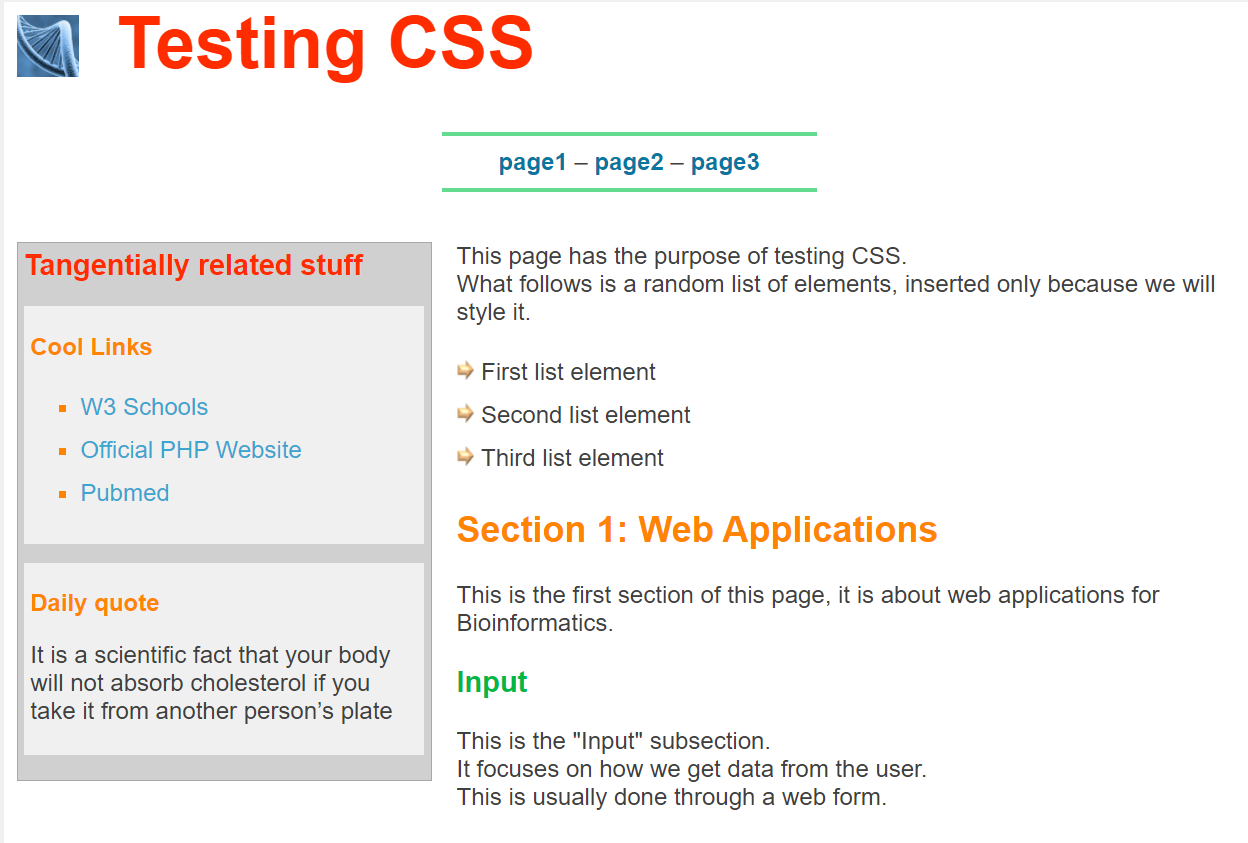 Testing CSS
page1 – page2 – page3
Tangentially related stuff
Cool Links
W3 Schools
Official PHP Website
Pubmed
Daily quote
It is a scientific fact that your body
will not absorb cholesterol if you
take it from another person’s plate
This page has the purpose of testing CSS.
What follows is a random list of elements, inserted only because we will
style it.
First list element
Second list element
Third list element
Section 1: Web Applications
This is the first section of this page, it is about web applications for
Bioinformatics.
Input
This is the "Input" subsection.
It focuses on how we get data from the user.
This is usually done through a web form.